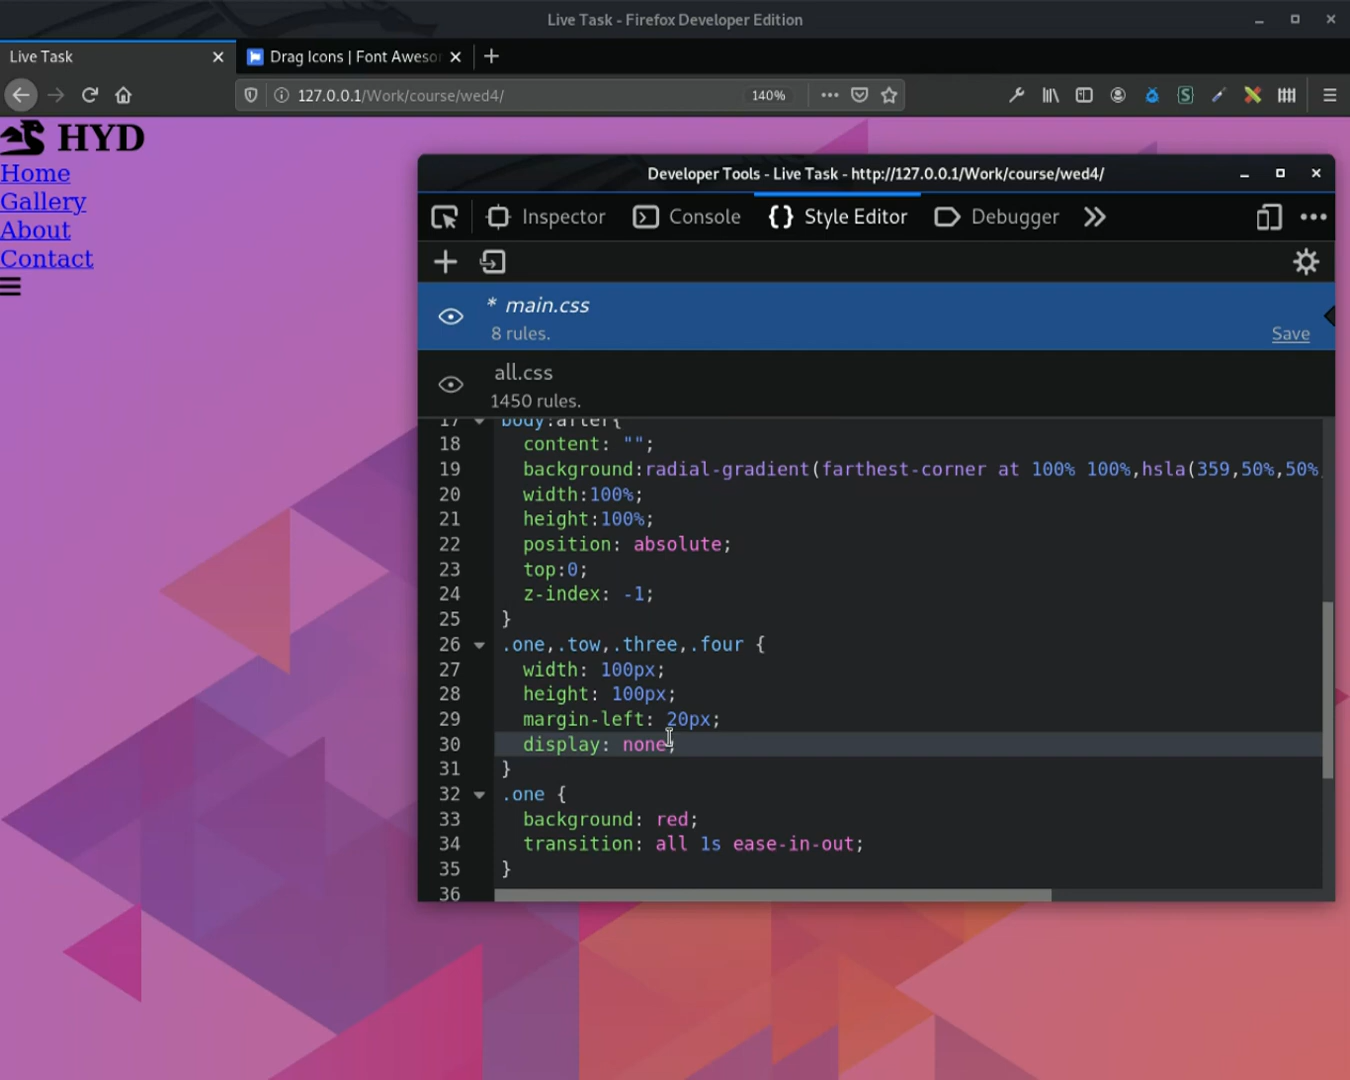 Live Task - Firefox Developer Edition
Live Task
Drag Icons | Font Aweso
127.0.0.1/Work/course/wed4/
140%
HYD
Home
Gallery
About
Contact
Developer Tools - Live Task - http://127.0.0.1/Work/course/wed4/
Inspector
Console
{} Style Editor
Debugger
* main.css
8 rules.
Save
all.css
1450 rules.
17 body:after{
18 content: "";
19 background:radial-gradient(farthest-corner at 100% 100%,hsla(359,50%,50%,
20 width:100%;
21 height:100%;
22 position: absolute;
23 top:0;
24 z-index: -1;
25 }
26 .one,.tow,.three,.four {
27 width: 100px;
28 height: 100px;
29 margin-left: 20px;
30 display: none;
31 }
32 .one {
33 background: red;
34 transition: all 1s ease-in-out;
35 }
36